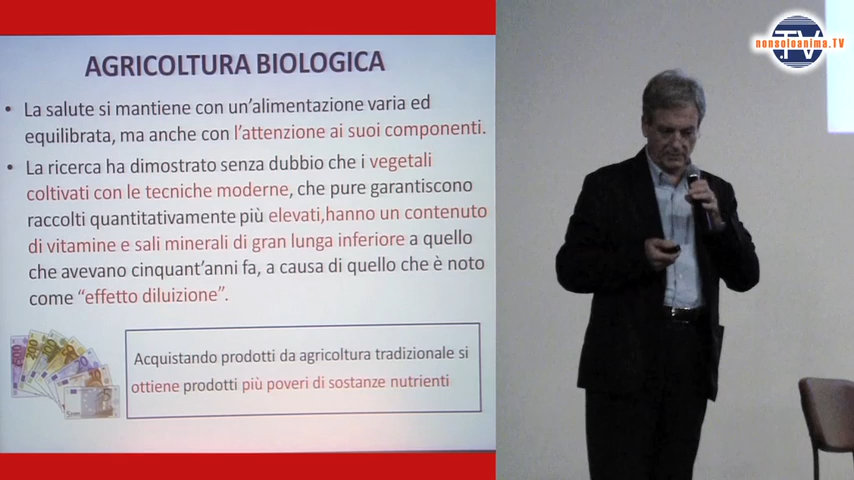 AGRICOLTURA BIOLOGICA
• La salute si mantiene con un'alimentazione varia ed
equilibrata, ma anche con l'attenzione ai suoi componenti.
• La ricerca ha dimostrato senza dubbio che i vegetali
coltivati con le tecniche moderne, che pure garantiscono
raccolti quantitativamente più elevati,hanno un contenuto
di vitamine e sali minerali di gran lunga inferiore a quello
che avevano cinquant'anni fa, a causa di quello che è noto
come "effetto diluizione".
Acquistando prodotti da agricoltura tradizionale si
ottiene prodotti più poveri di sostanze nutrienti
TV
nonsoloanima.TV